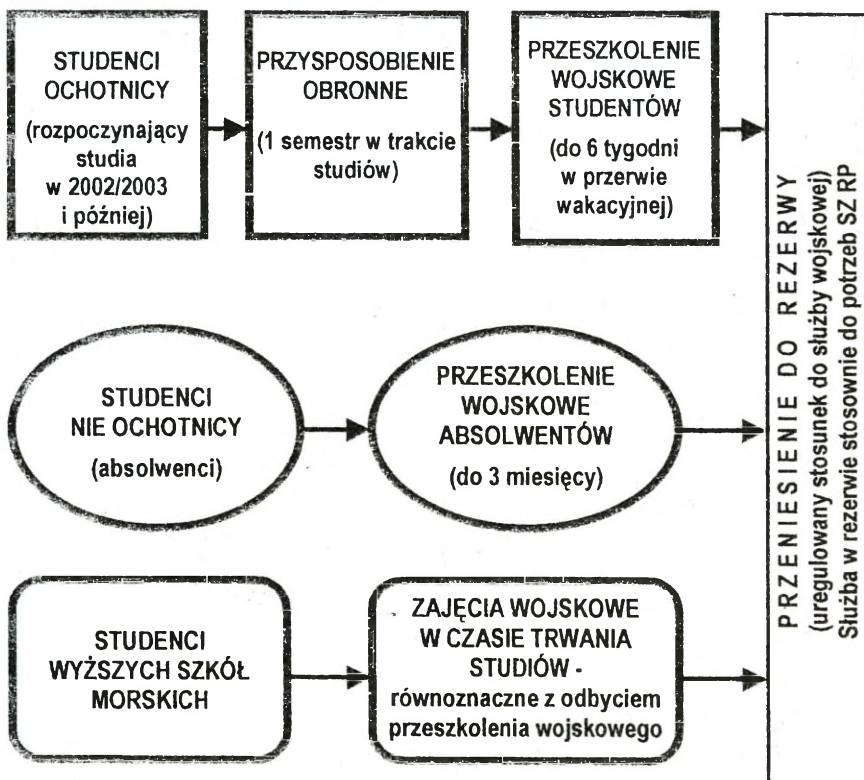 STUDENCI
OCHOTNICY
(rozpoczynający
studia
w 2002/2003
i później)
PRZYSPOSOBIENIE
OBRONNE
(1 semestr w trakcie
studiów)
PRZESZKOLENIE
WOJSKOWE
STUDENTÓW
(do 6 tygodni
w przerwie
wakacyjnej)
STUDENCI
NIE OCHOTNICY
(absolwenci)
PRZESZKOLENIE
WOJSKOWE
ABSOLWENTÓW
(do 3 miesięcy)
STUDENCI
WYŻSZYCH SZKÓŁ
MORSKICH
ZAJĘCIA WOJSKOWE
W CZASIE TRWANIA
STUDIÓW -
równoznaczne z odbyciem
przeszkolenia wojskowego
PRZENIESIENIE DO REZERWY
(uregulowany stosunek do służby wojskowej)
Służba w rezerwie stosownie do potrzeb SZ RP